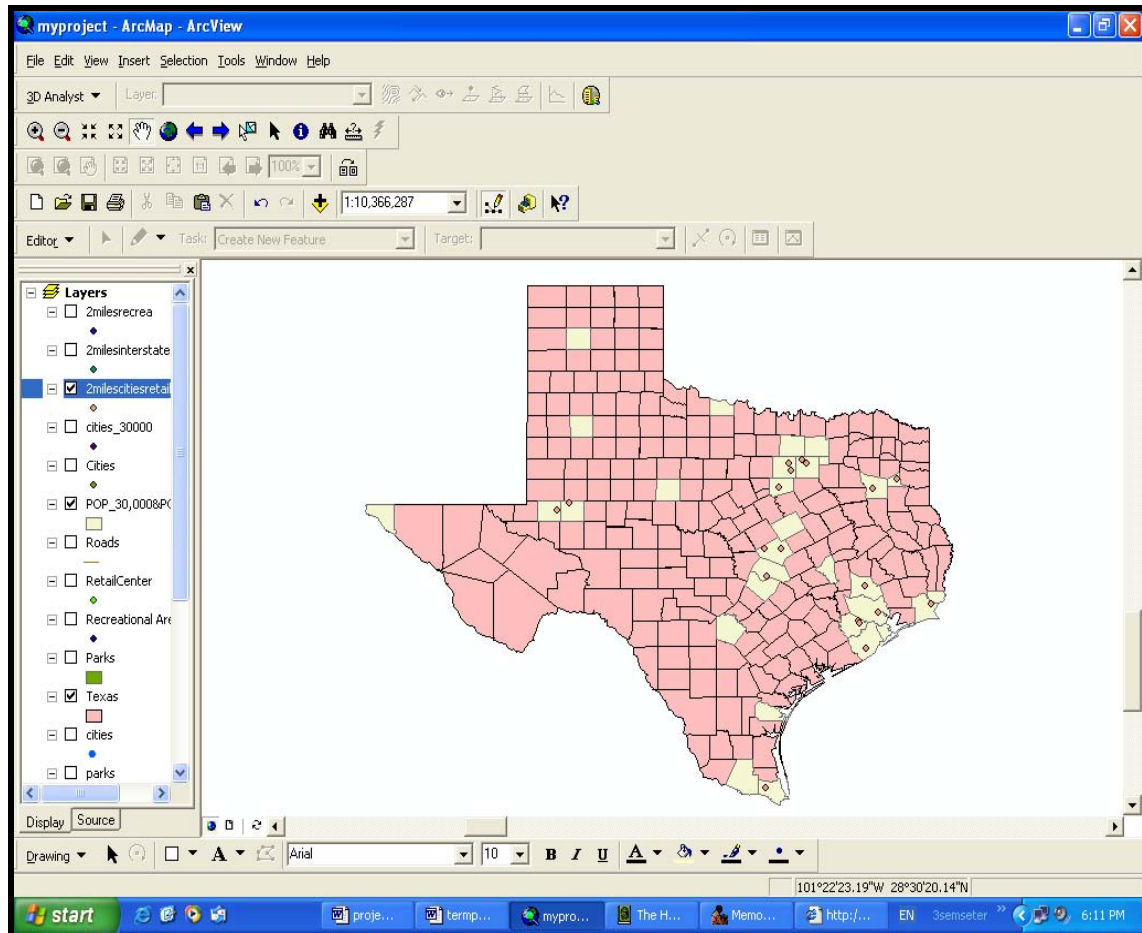 myproject - ArcMap - ArcView
File Edit View Insert Selection Tools Window Help
3D Analyst Layer:
100%
1:10,366,287
Editor Task: Create New Feature Target:
Layers
2milesrecrea
2milesinterstate
2milescitiesretail
cities_30000
Cities
POP_30,000&P
Roads
RetailCenter
Recreational Are
Parks
Texas
cities
parks
Display Source
Drawing A Arial 10 B I U A
101°22'23.19"W 28°30'20.14"N
start proje... termp... mypro... The H... Memo... http:/... EN 3semseter 6:11 PM